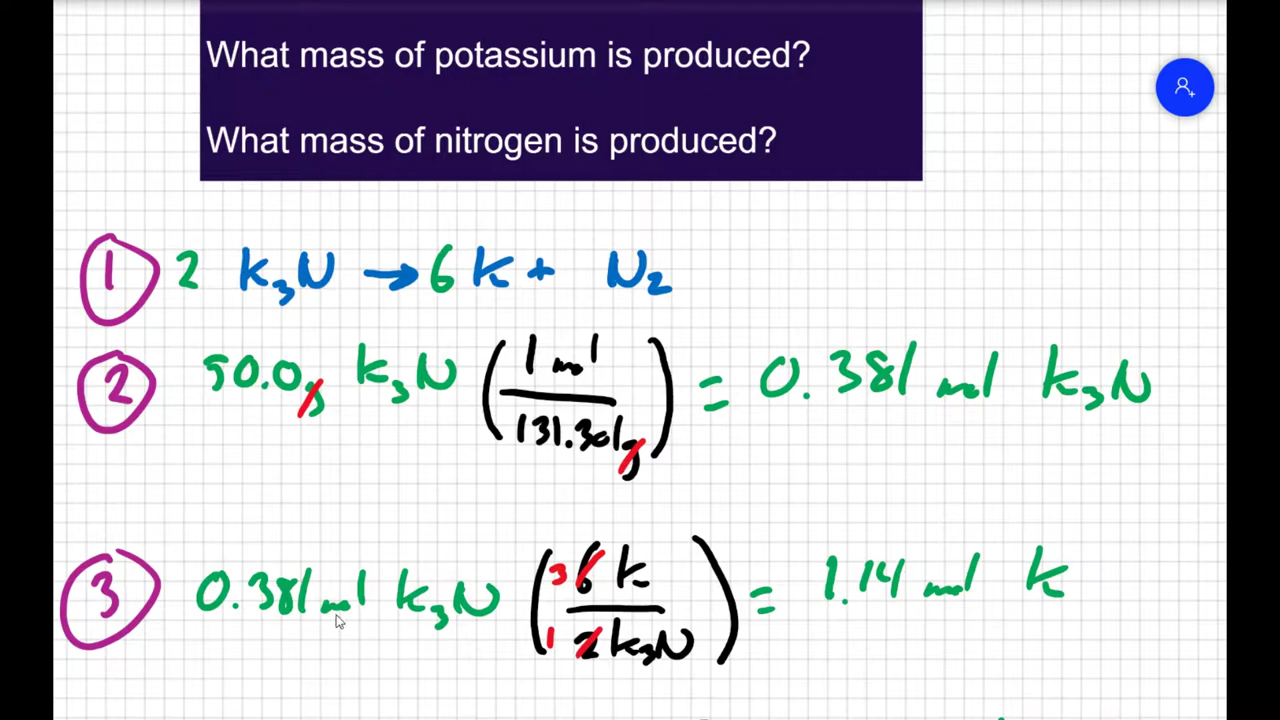 What mass of potassium is produced?
What mass of nitrogen is produced?
1 2 K₃N → 6 K + N₂
2 50.0g K₃N (1 mol / 131.301g) = 0.381 mol K₃N
3 0.381 mol K₃N (3 6 K / 1 2 K₃N) = 1.14 mol K